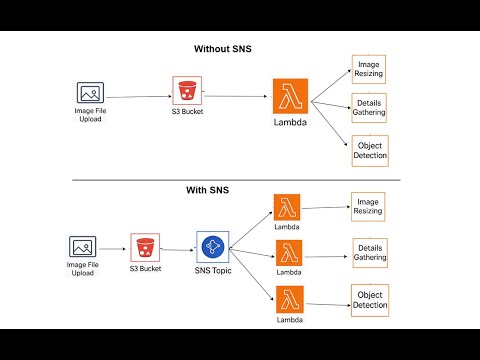 Without SNS
Image File
Upload
S3 Bucket
Lambda
Image
Resizing
Details
Gathering
Object
Detection
With SNS
Image File
Upload
S3 Bucket
SNS Topic
Lambda
Lambda
Lambda
Image
Resizing
Details
Gathering
Object
Detection